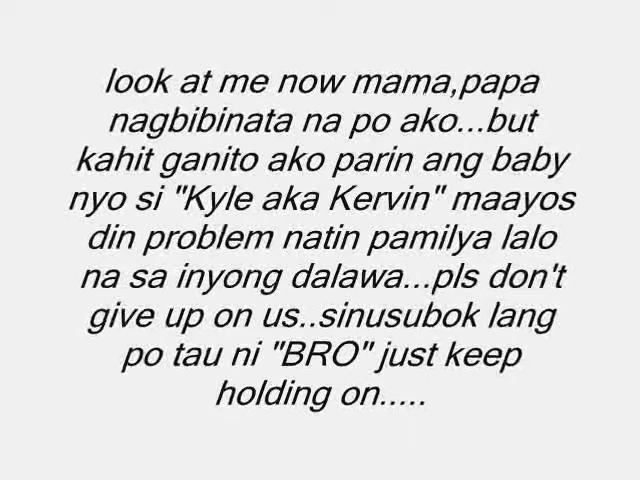 look at me now mama,papa
nagbibinata na po ako...but
kahit ganito ako parin ang baby
nyo si "Kyle aka Kervin" maayos
din problem natin pamilya lalo
na sa inyong dalawa...pls don't
give up on us..sinusubok lang
po tau ni "BRO" just keep
holding on.....